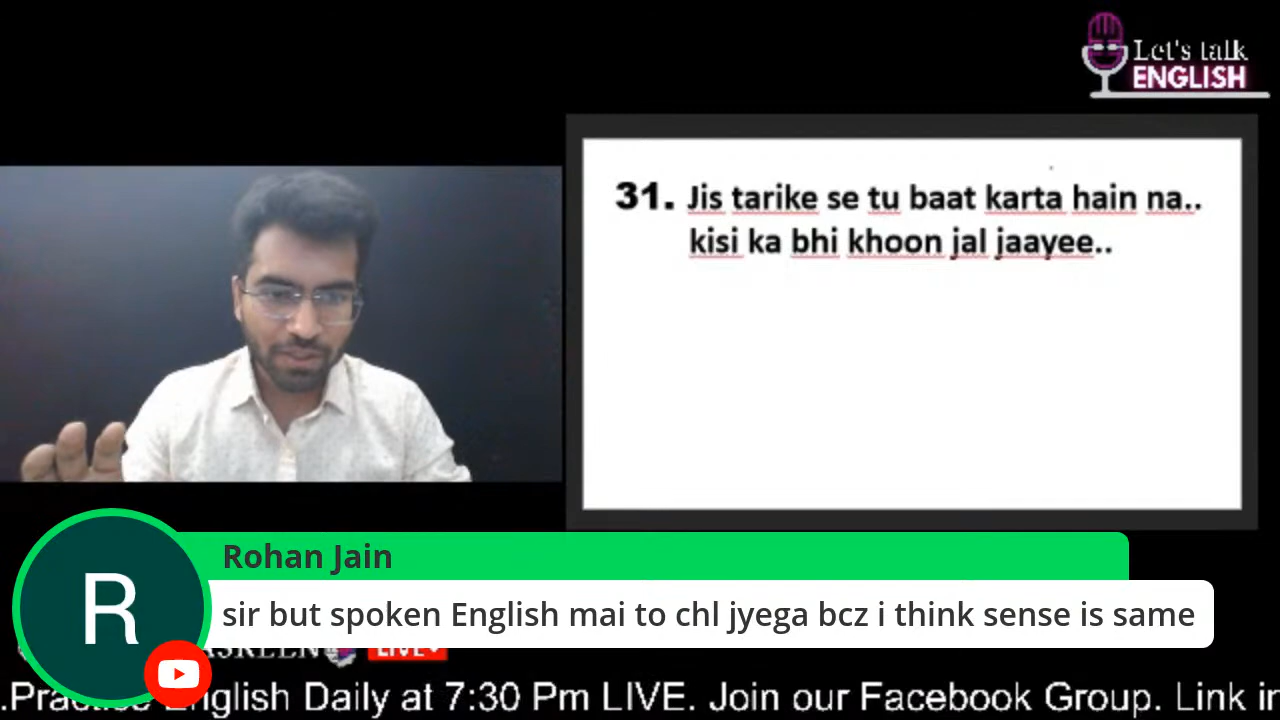 Let's talk
ENGLISH
31. Jis tarike se tu baat karta hain na..
kisi ka bhi khoon jal jaayee..
R
Rohan Jain
sir but spoken English mai to chl jyega bcz i think sense is same
LIVE
English Daily at 7:30 Pm LIVE. Join our Facebook Group. Link in